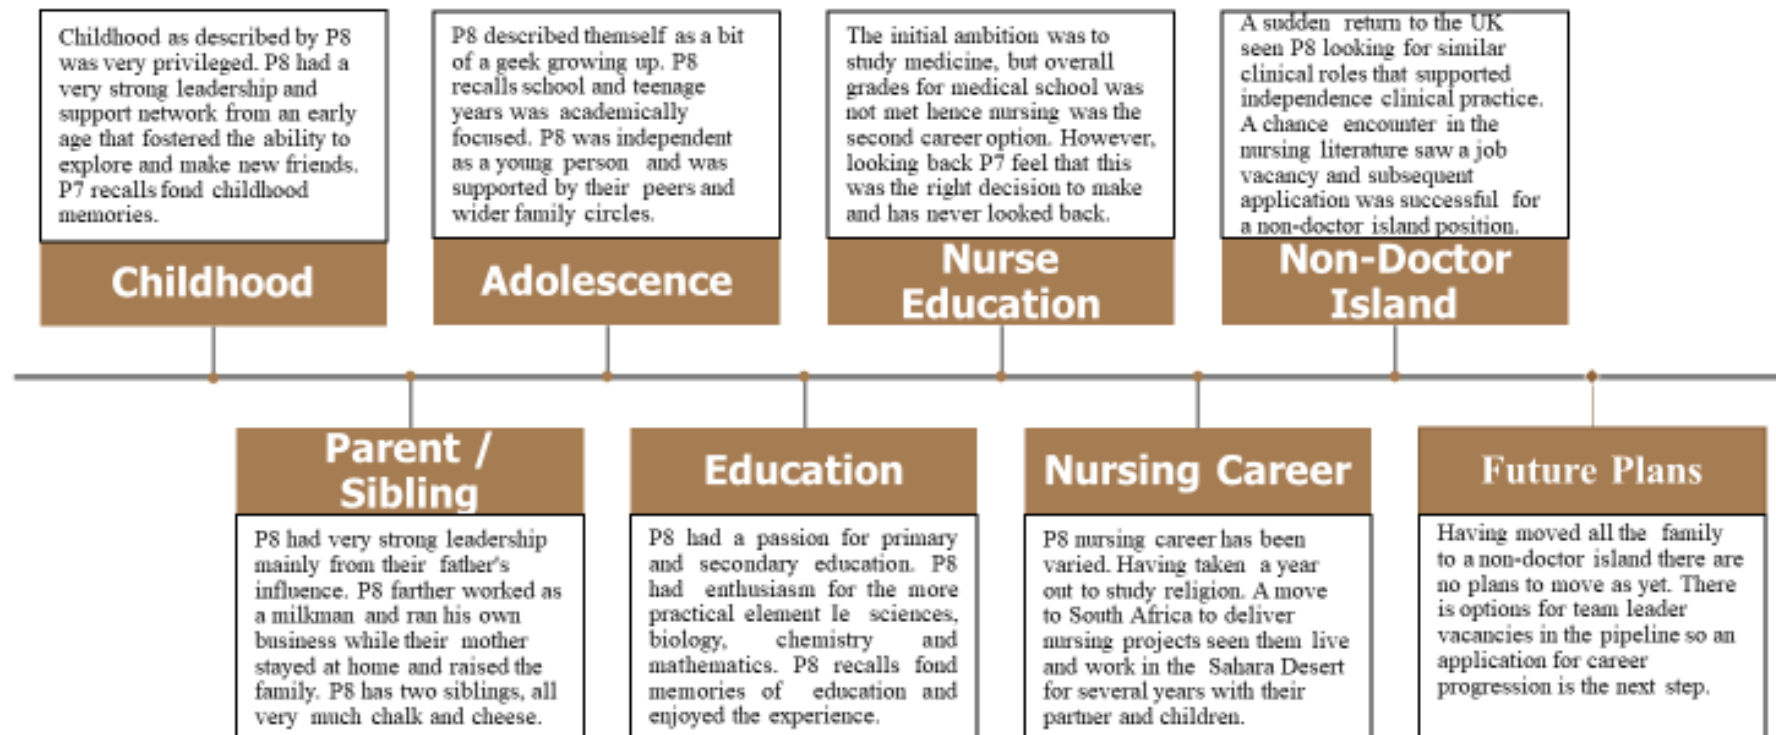 Childhood as described by P8
was very privileged. P8 had a
very strong leadership and
support network from an early
age that fostered the ability to
explore and make new friends.
P7 recalls fond childhood
memories.
Childhood
P8 described themself as a bit
of a geek growing up. P8
recalls school and teenage
years was academically
focused. P8 was independent
as a young person and was
supported by their peers and
wider family circles.
Adolescence
The initial ambition was to
study medicine, but overall
grades for medical school was
not met hence nursing was the
second career option. However,
looking back P7 feel that this
was the right decision to make
and has never looked back.
Nurse
Education
A sudden return to the UK
seen P8 looking for similar
clinical roles that supported
independence clinical practice.
A chance encounter in the
nursing literature saw a job
vacancy and subsequent
application was successful for
a non-doctor island position.
Non-Doctor
Island
Parent /
Sibling
P8 had very strong leadership
mainly from their father's
influence. P8 farther worked as
a milkman and ran his own
business while their mother
stayed at home and raised the
family. P8 has two siblings, all
very much chalk and cheese.
Education
P8 had a passion for primary
and secondary education. P8
had enthusiasm for the more
practical element Ie sciences,
biology, chemistry and
mathematics. P8 recalls fond
memories of education and
enjoyed the experience.
Nursing Career
P8 nursing career has been
varied. Having taken a year
out to study religion. A move
to South Africa to deliver
nursing projects seen them live
and work in the Sahara Desert
for several years with their
partner and children.
Future Plans
Having moved all the family
to a non-doctor island there are
no plans to move as yet. There
is options for team leader
vacancies in the pipeline so an
application for career
progression is the next step.